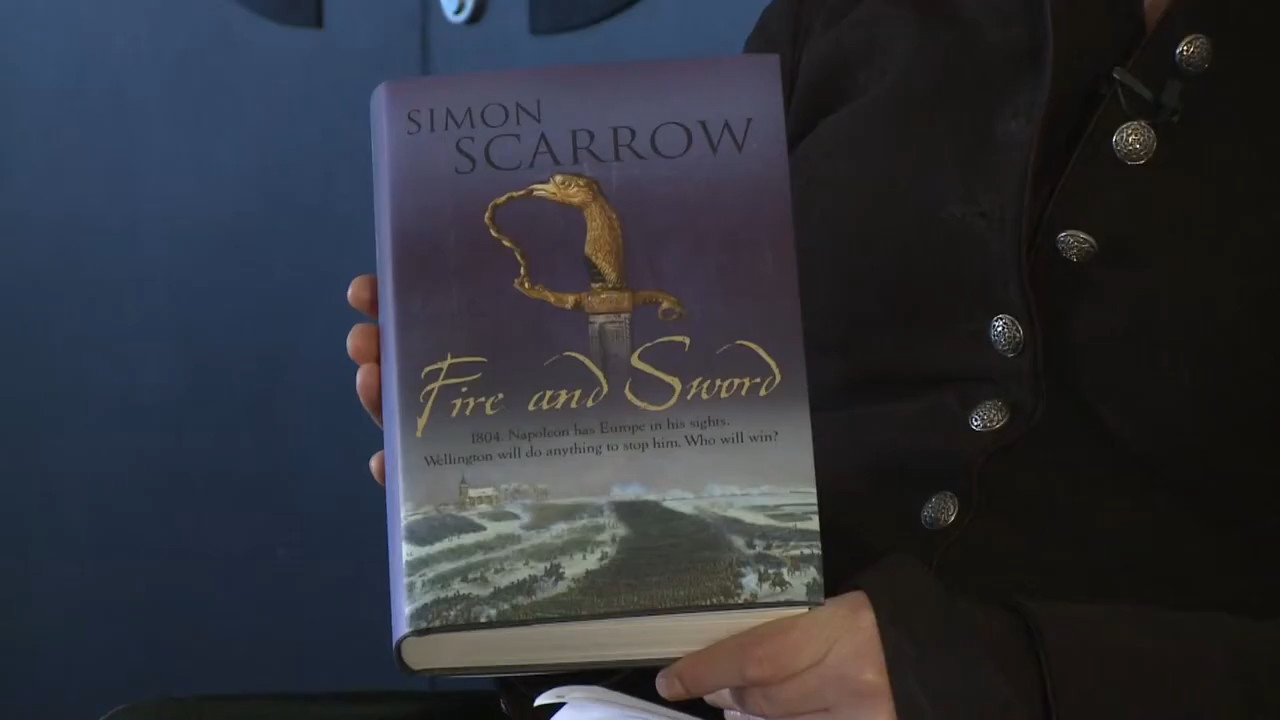 SIMON
SCARROW
Fire and Sword
1804. Napoleon has Europe in his sights.
Wellington will do anything to stop him. Who will win?